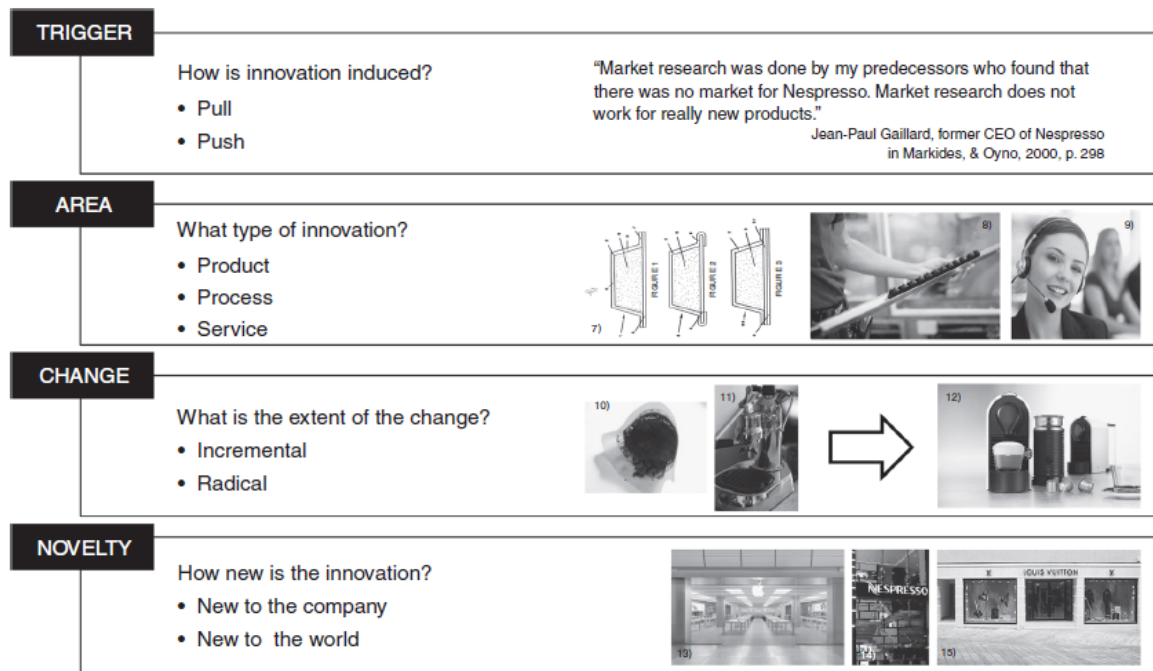 TRIGGER
How is innovation induced?
• Pull
• Push
“Market research was done by my predecessors who found that
there was no market for Nespresso. Market research does not
work for really new products.”
Jean-Paul Gaillard, former CEO of Nespresso
in Markides, & Oyno, 2000, p. 298
AREA
What type of innovation?
• Product
• Process
• Service
7)
FIGURE 1
FIGURE 2
FIGURE 3
8)
9)
CHANGE
What is the extent of the change?
• Incremental
• Radical
10)
11)
12)
NOVELTY
How new is the innovation?
• New to the company
• New to the world
13)
NESPRESSO
14)
LOUIS VUITTON
15)